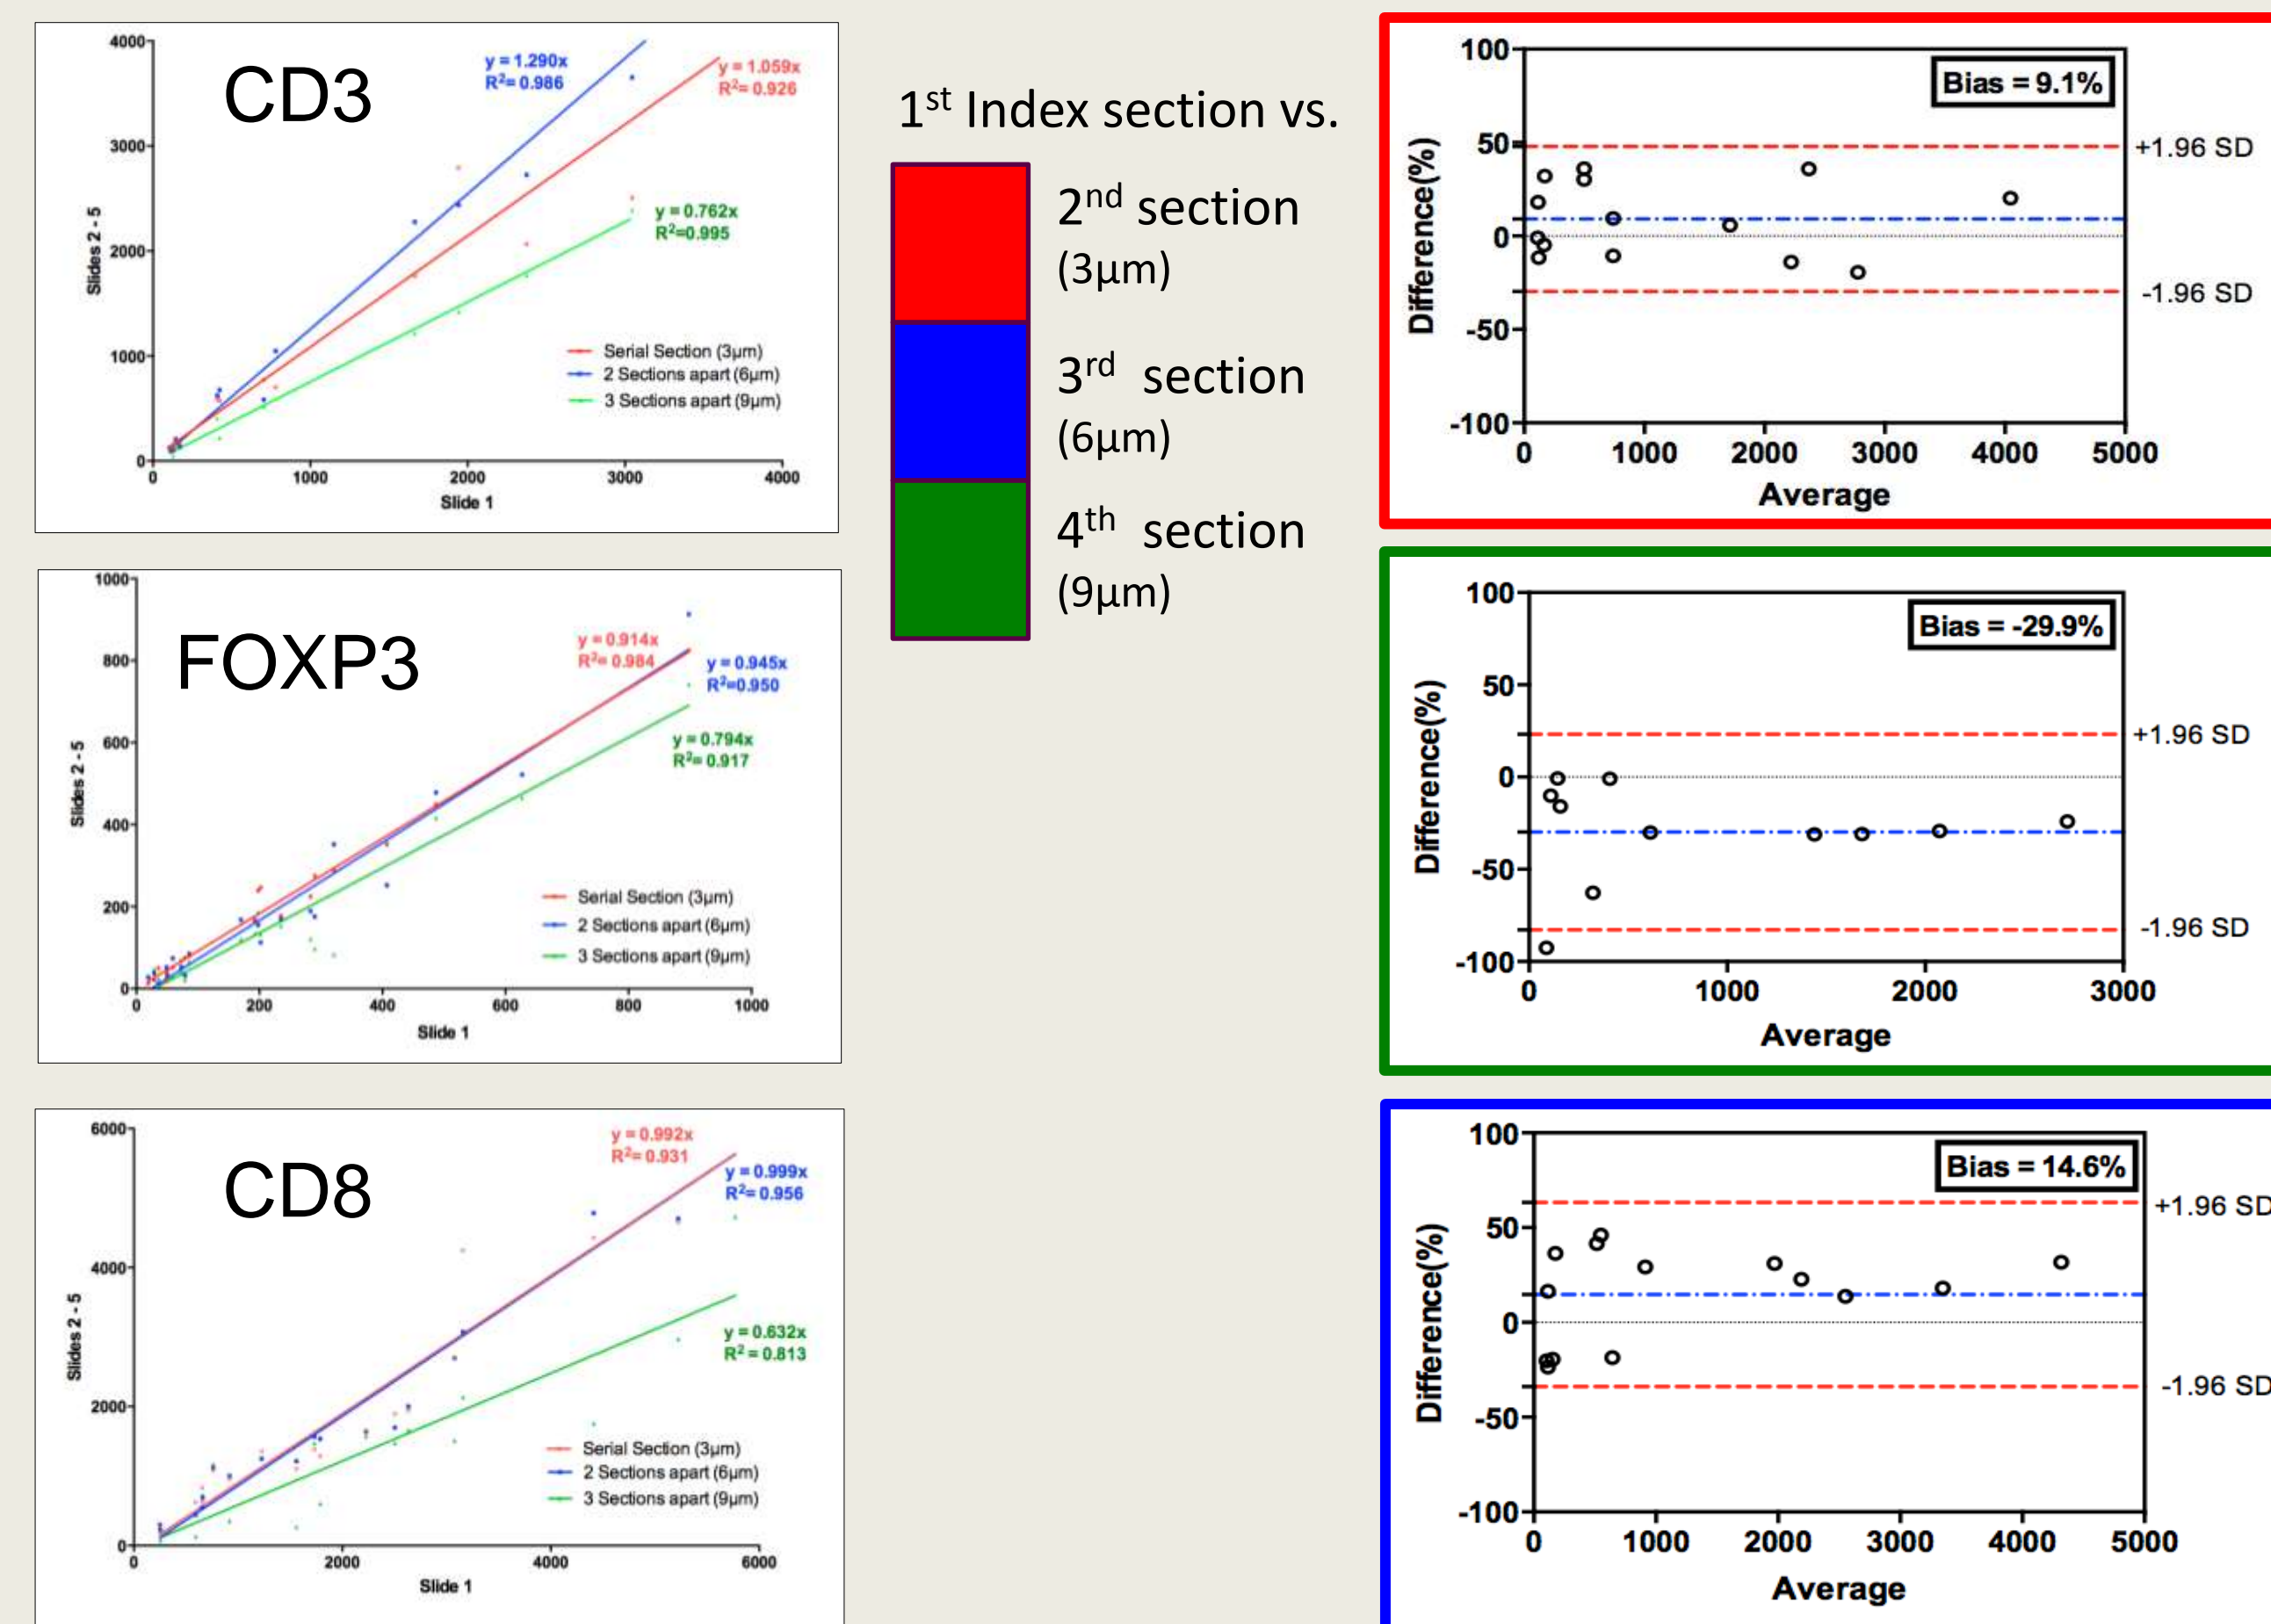 CD3
4000
3000
2000
1000
0
0 1000 2000 3000 4000
Slides 2 - 5
Slide 1
y = 1.290x
R²= 0.986
y = 1.059x
R²= 0.926
y = 0.762x
R²=0.995
Serial Section (3µm)
2 Sections apart (6µm)
3 Sections apart (9µm)
FOXP3
1000
800
600
400
200
0
0 200 400 600 800 1000
Slides 2 - 5
Slide 1
y = 0.914x
R²= 0.984
y = 0.945x
R²=0.950
y = 0.794x
R²= 0.917
Serial Section (3µm)
2 Sections apart (6µm)
3 Sections apart (9µm)
CD8
6000
4000
2000
0
0 2000 4000 6000
Slides 2 - 5
Slide 1
y = 0.992x
R²= 0.931
y = 0.999x
R²= 0.956
y = 0.632x
R² = 0.813
Serial Section (3µm)
2 Sections apart (6µm)
3 Sections apart (9µm)
1st Index section vs.
2nd section
(3µm)
3rd section
(6µm)
4th section
(9µm)
Bias = 9.1%
100
50
0
-50
-100
Difference(%)
+1.96 SD
-1.96 SD
0 1000 2000 3000 4000 5000
Average
Bias = -29.9%
100
50
0
-50
-100
Difference(%)
+1.96 SD
-1.96 SD
0 1000 2000 3000
Average
Bias = 14.6%
100
50
0
-50
-100
Difference(%)
+1.96 SD
-1.96 SD
0 1000 2000 3000 4000 5000
Average